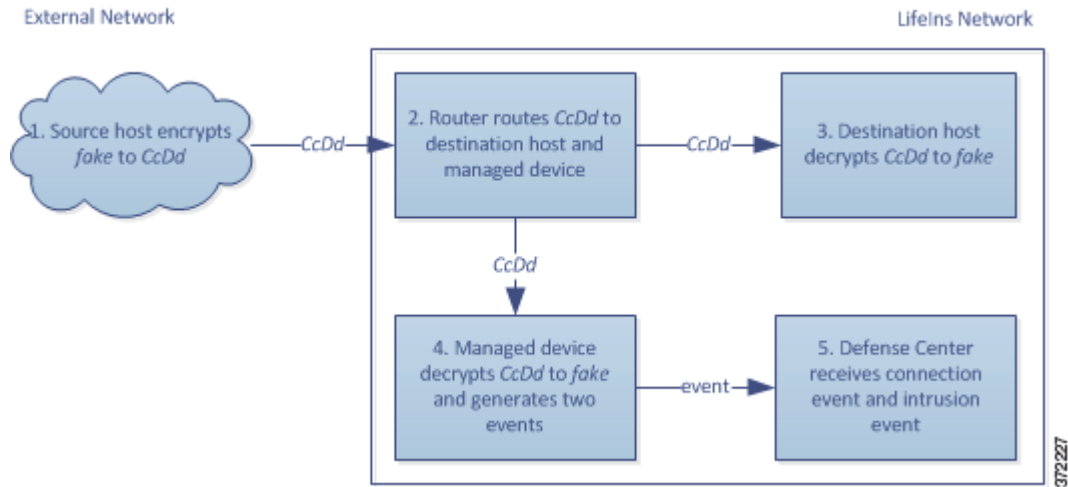 External Network
LifeIns Network
1. Source host encrypts
fake to CcDd
CcDd
2. Router routes CcDd to
destination host and
managed device
CcDd
3. Destination host
decrypts CcDd to fake
CcDd
4. Managed device
decrypts CcDd to fake
and generates two
events
event
5. Defense Center
receives connection
event and intrusion
event
372227